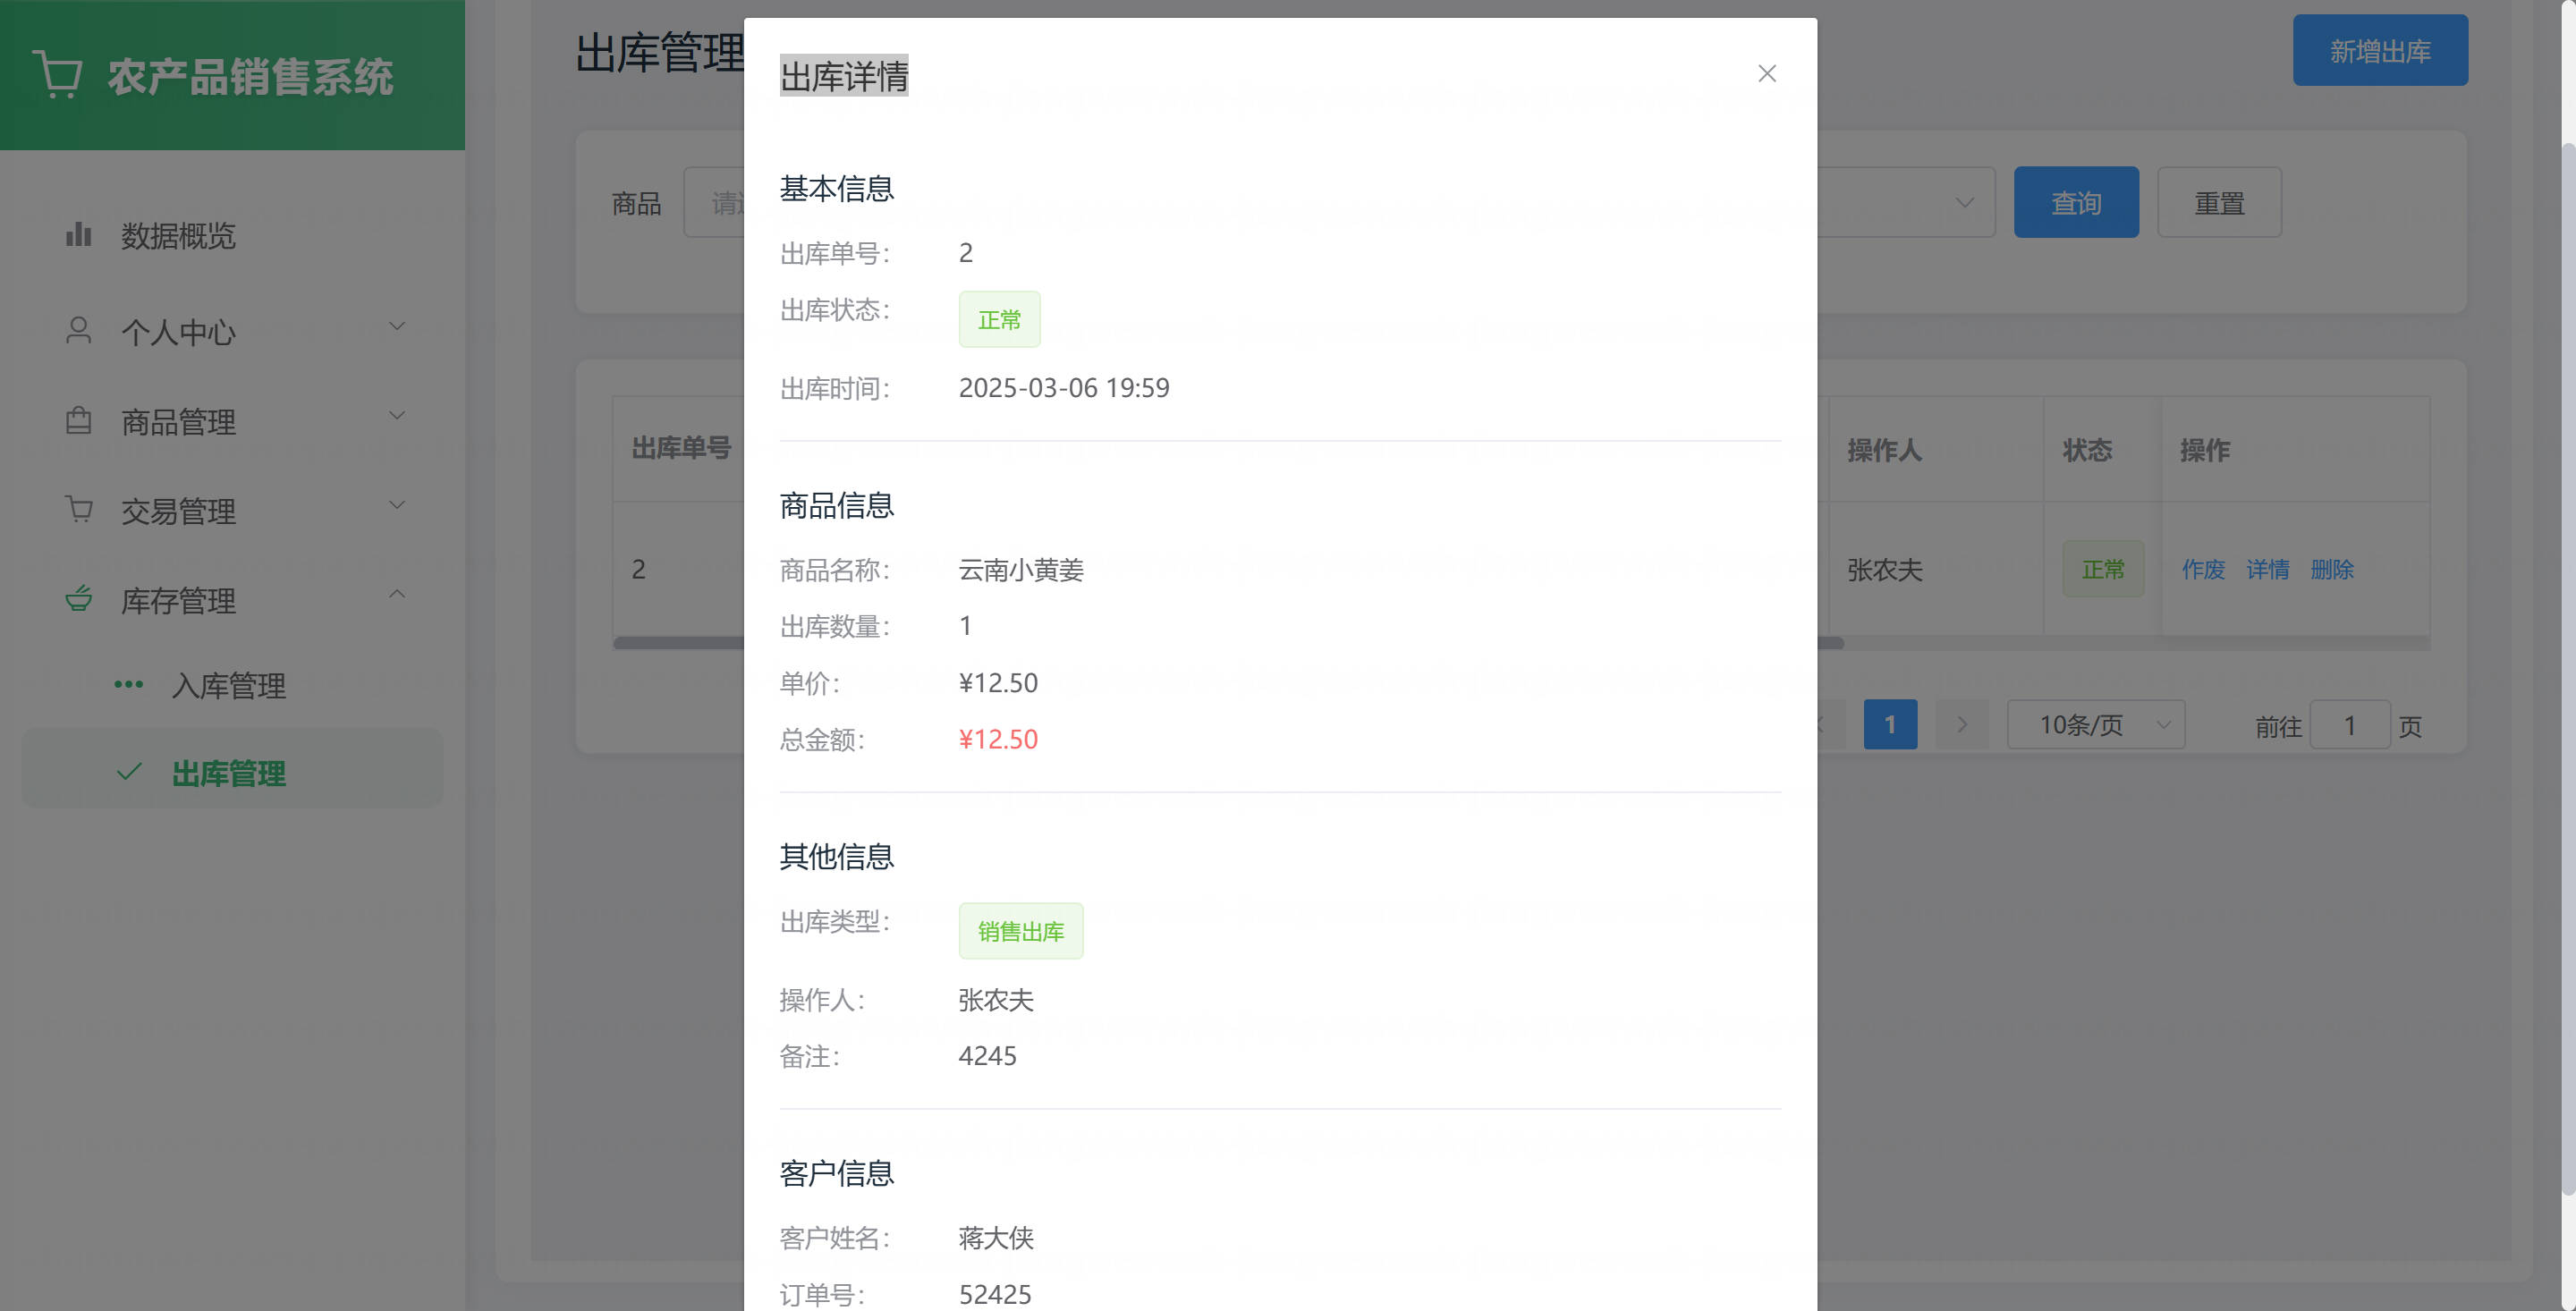 农产品销售系统
数据概览
个人中心
商品管理
交易管理
库存管理
入库管理
出库管理
出库管理
新增出库
商品
查询
重置
出库单号
操作人
状态
操作
2
张农夫
正常
作废 详情 删除
1
10条/页
前往 1 页
出库详情
基本信息
出库单号： 2
出库状态： 正常
出库时间： 2025-03-06 19:59
商品信息
商品名称： 云南小黄姜
出库数量： 1
单价： ¥12.50
总金额： ¥12.50
其他信息
出库类型： 销售出库
操作人： 张农夫
备注： 4245
客户信息
客户姓名： 蒋大侠
订单号： 52425